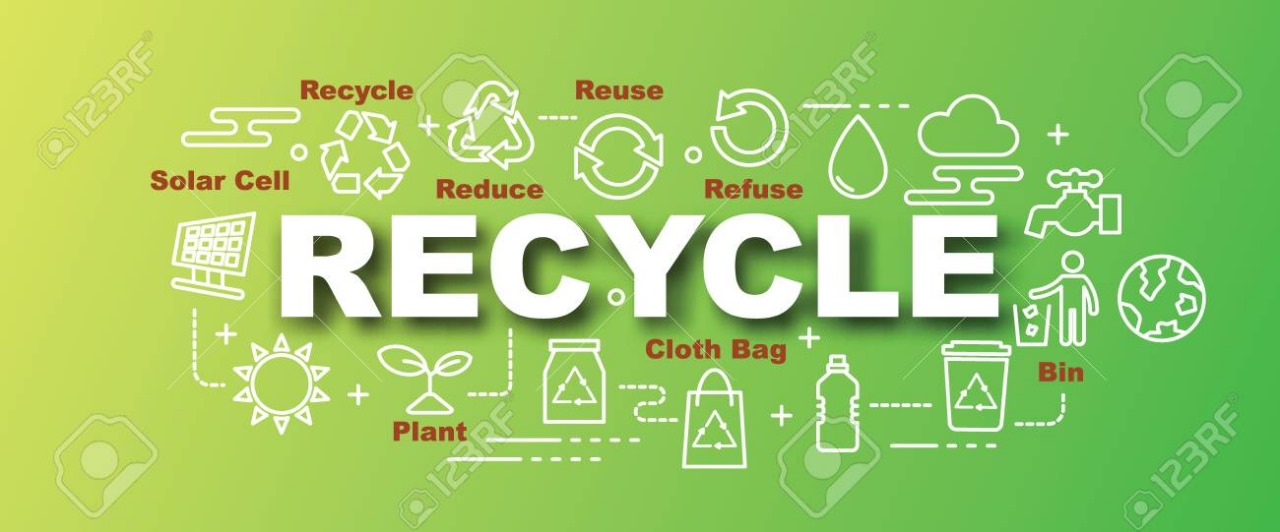 Recycle
Reuse
Solar Cell
Reduce
Refuse
RECYCLE
Cloth Bag
Bin
Plant
123RF
123RF
123RF
123RF
123RF
123RF
123RF
123RF